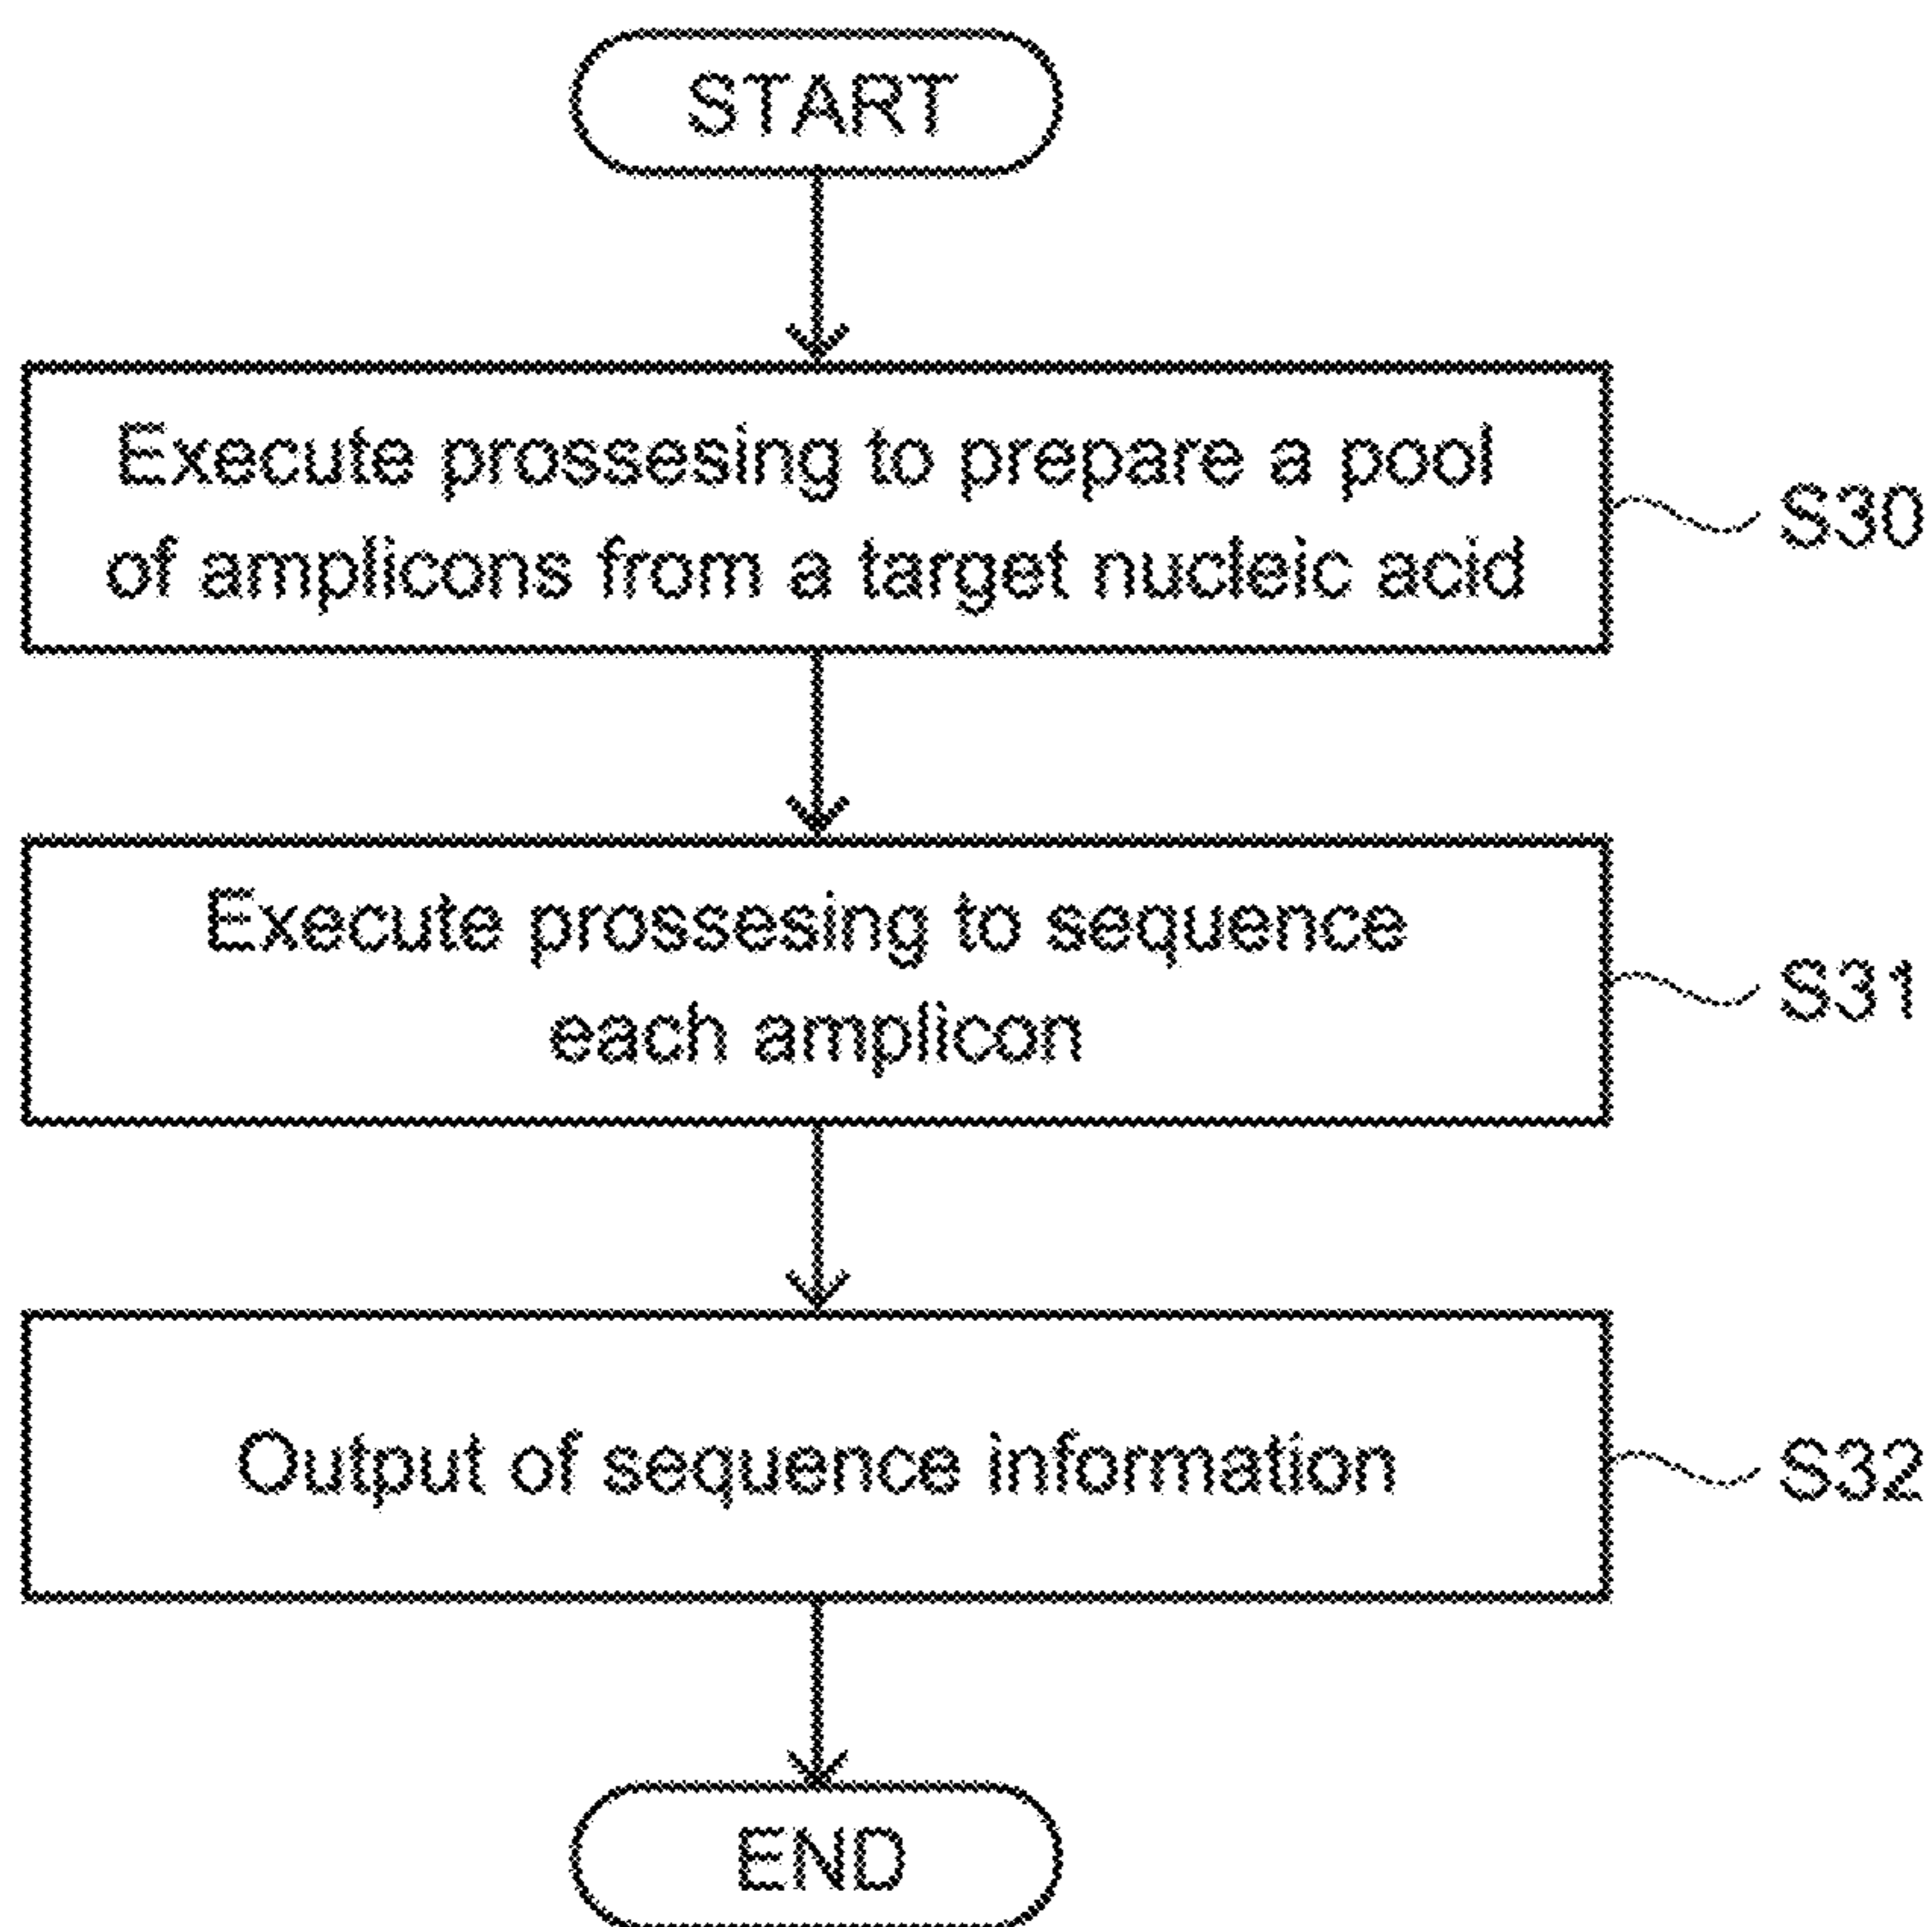 START
Execute prossesing to prepare a pool
of amplicons from a target nucleic acid
S30
Execute prossesing to sequence
each amplicon
S31
Output of sequence information
S32
END